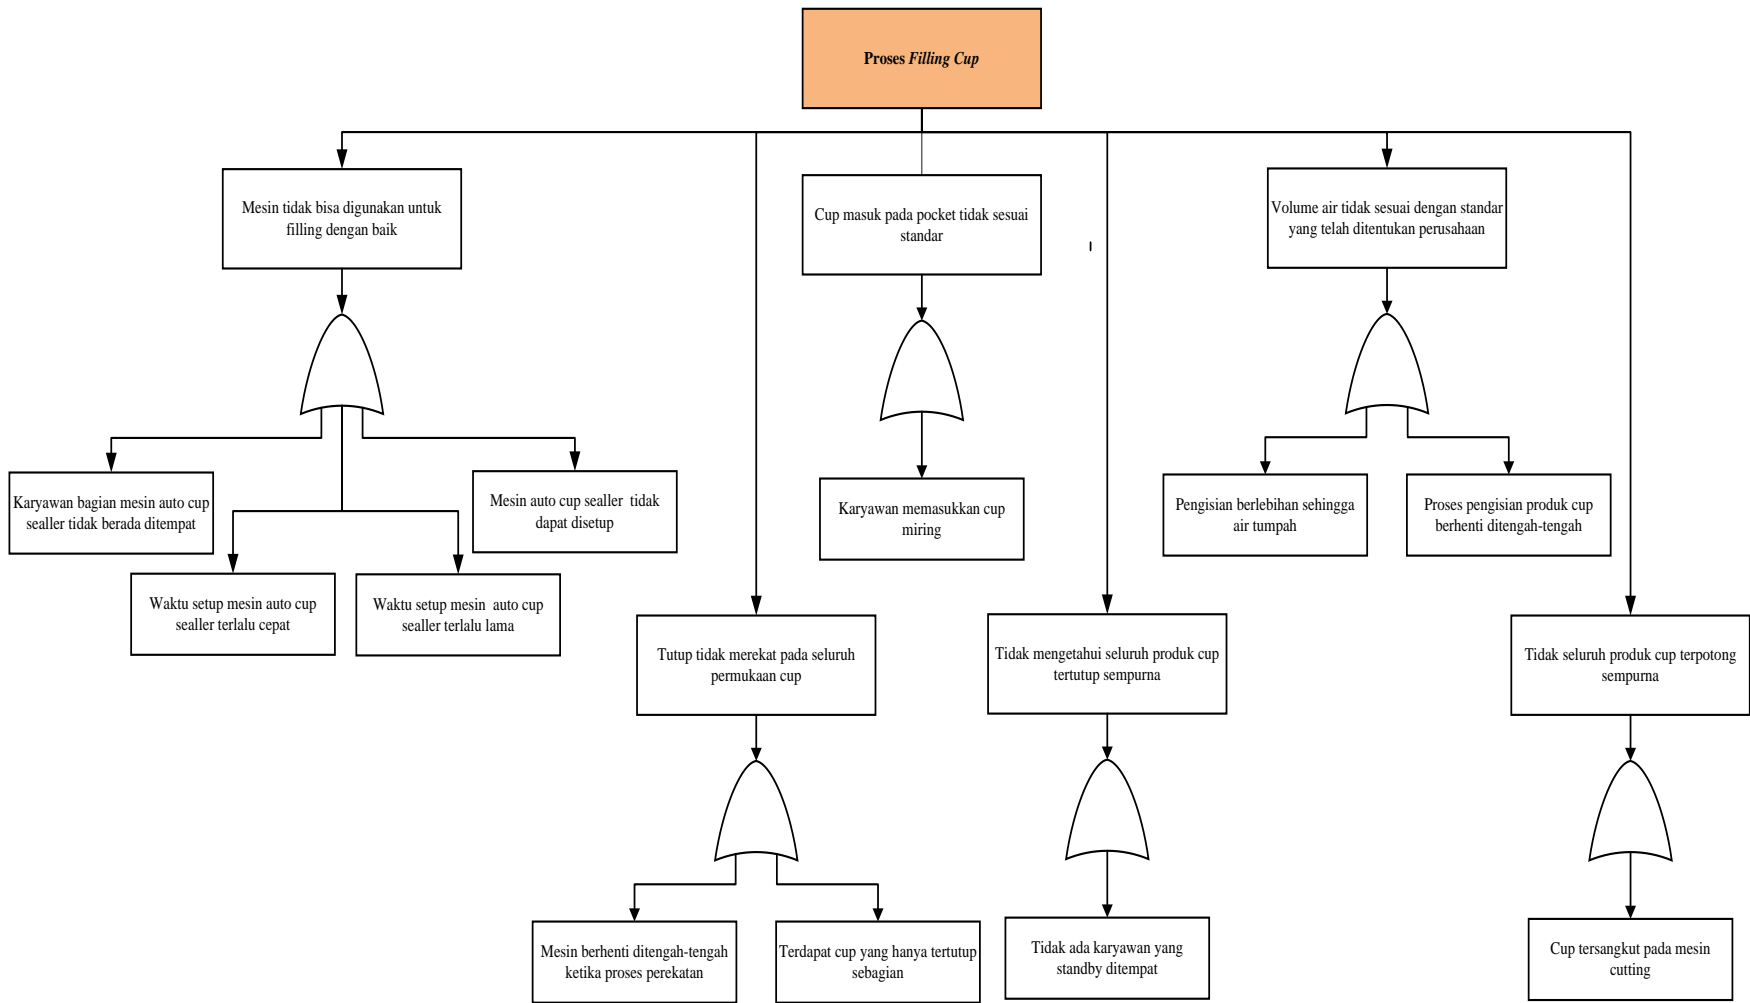 Proses Filling Cup
Mesin tidak bisa digunakan untuk
filling dengan baik
Cup masuk pada pocket tidak sesuai
standar
Volume air tidak sesuai dengan standar
yang telah ditentukan perusahaan
Karyawan bagian mesin auto cup
sealler tidak berada ditempat
Mesin auto cup sealler tidak
dapat disetup
Karyawan memasukkan cup
miring
Pengisian berlebihan sehingga
air tumpah
Proses pengisian produk cup
berhenti ditengah-tengah
Waktu setup mesin auto cup
sealler terlalu cepat
Waktu setup mesin auto cup
sealler terlalu lama
Tutup tidak merekat pada seluruh
permukaan cup
Tidak mengetahui seluruh produk cup
tertutup sempurna
Tidak seluruh produk cup terpotong
sempurna
Mesin berhenti ditengah-tengah
ketika proses perekatan
Terdapat cup yang hanya tertutup
sebagian
Tidak ada karyawan yang
standby ditempat
Cup tersangkut pada mesin
cutting